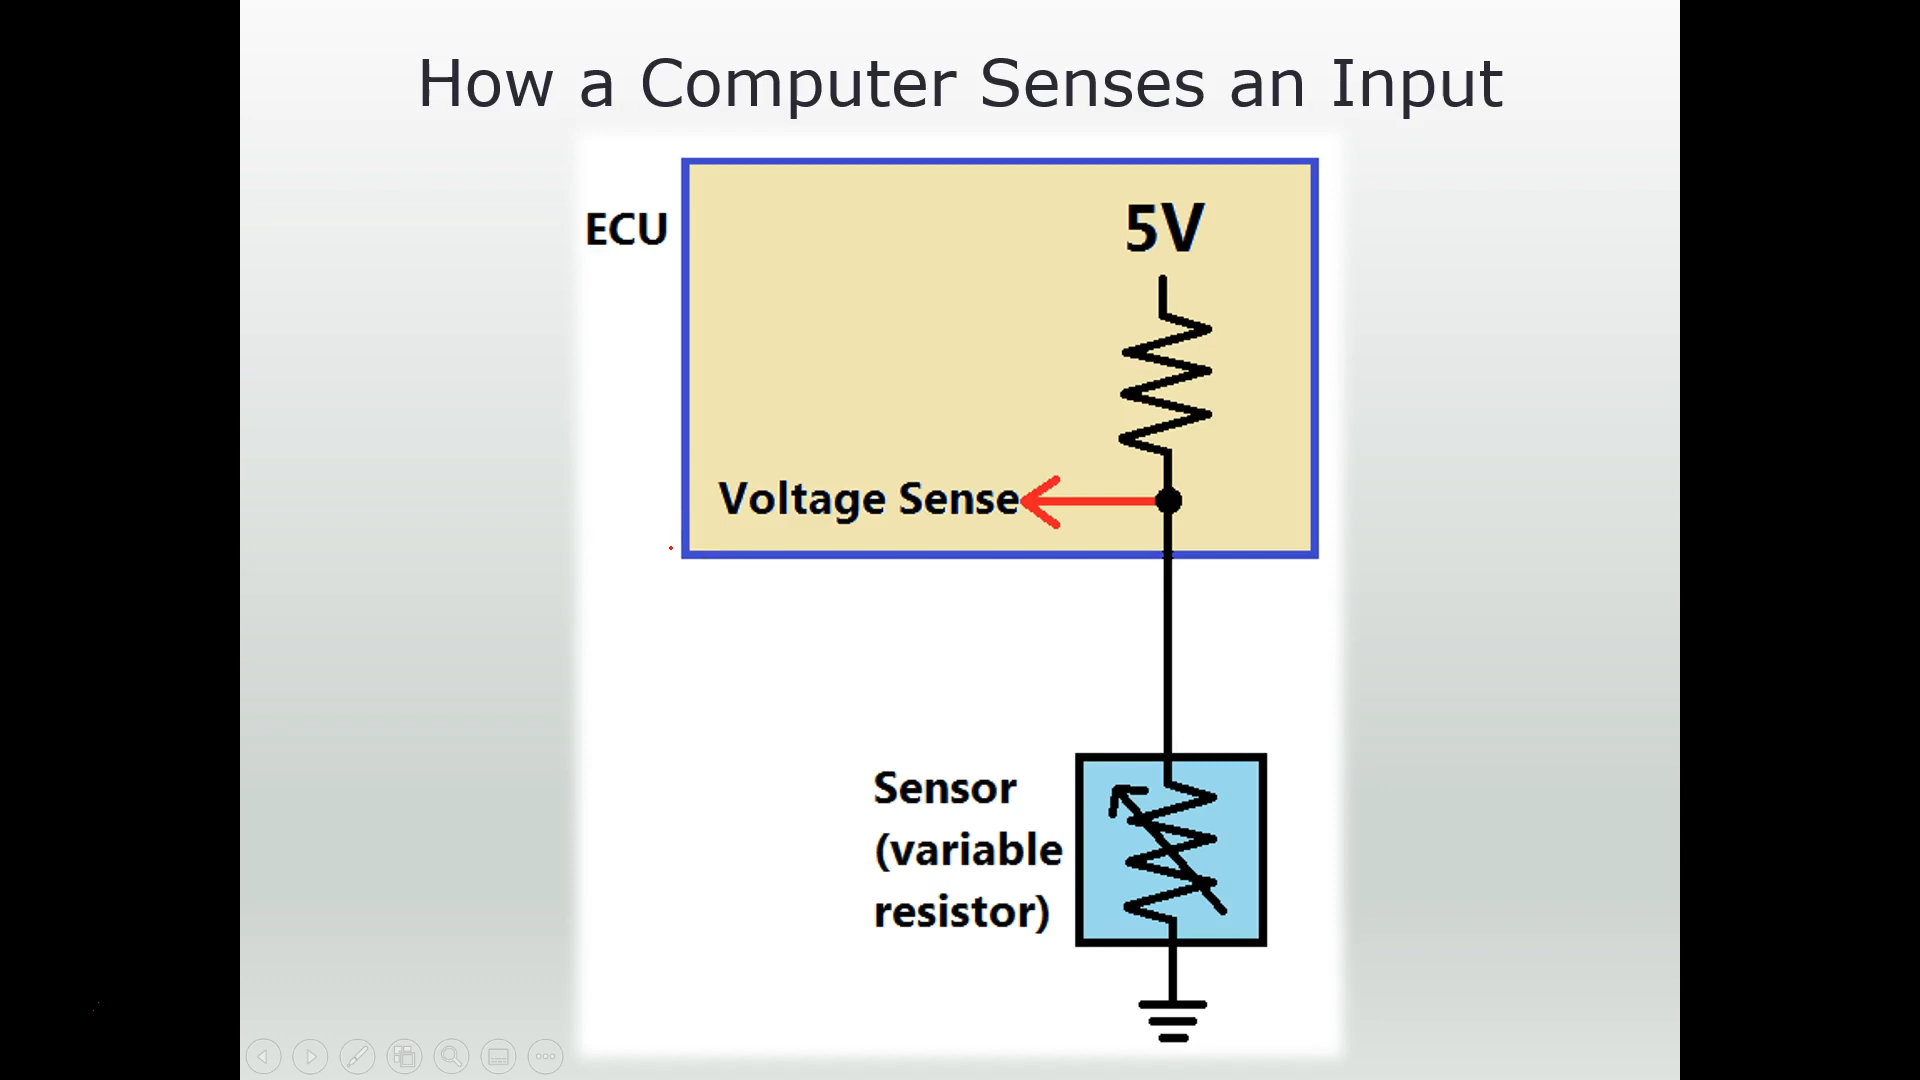 How a Computer Senses an Input
ECU
5V
Voltage Sense
Sensor
(variable
resistor)